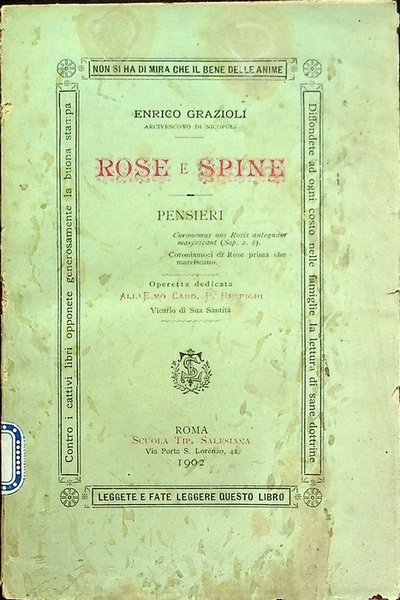 NON SI HA DI MIRA CHE IL BENE DELLE ANIME
Contro i cattivi libri opponete generosamente la buona stampa
Diffondete ad ogni costo nelle famiglie la lettura di sane dottrine
ENRICO GRAZIOLI
ARCIVESCOVO DI NICOPOLI
ROSE E SPINE
PENSIERI
Coronemus nos Rosis antequam
marcescant (Sap. 2. 8).
Coroniamoci di Rose prima che
marciscano.
Operetta dedicata
ALL'E.MO CARD. P. RESPIGHI
Vicario di Sua Santità
ROMA
SCUOLA TIP. SALESIANA
Via Porta S. Lorenzo, 42
1902
LEGGETE E FATE LEGGERE QUESTO LIBRO